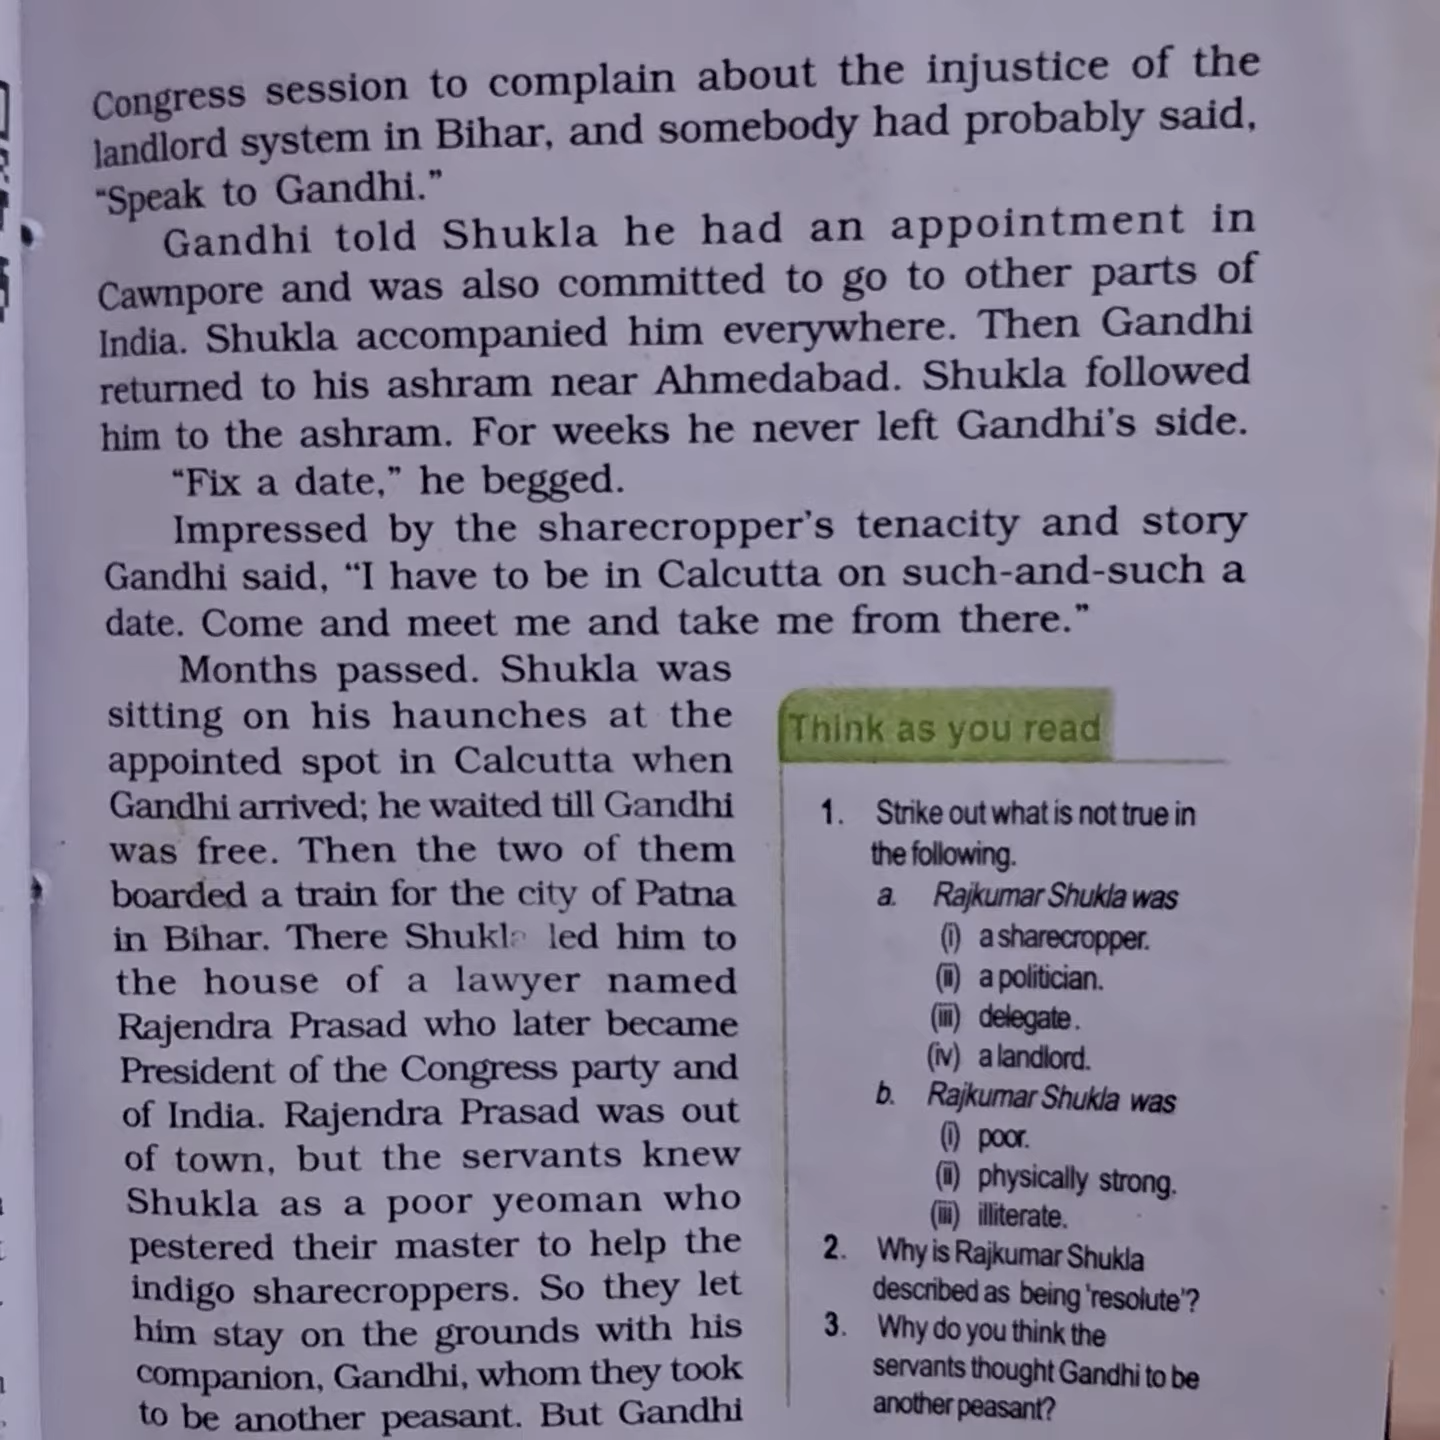 Congress session to complain about the injustice of the
landlord system in Bihar, and somebody had probably said,
“Speak to Gandhi.”
Gandhi told Shukla he had an appointment in
Cawnpore and was also committed to go to other parts of
India. Shukla accompanied him everywhere. Then Gandhi
returned to his ashram near Ahmedabad. Shukla followed
him to the ashram. For weeks he never left Gandhi’s side.
“Fix a date,” he begged.
Impressed by the sharecropper’s tenacity and story
Gandhi said, “I have to be in Calcutta on such-and-such a
date. Come and meet me and take me from there.”
Months passed. Shukla was
sitting on his haunches at the
appointed spot in Calcutta when
Gandhi arrived; he waited till Gandhi
was free. Then the two of them
boarded a train for the city of Patna
in Bihar. There Shukla led him to
the house of a lawyer named
Rajendra Prasad who later became
President of the Congress party and
of India. Rajendra Prasad was out
of town, but the servants knew
Shukla as a poor yeoman who
pestered their master to help the
indigo sharecroppers. So they let
him stay on the grounds with his
companion, Gandhi, whom they took
to be another peasant. But Gandhi
Think as you read
1. Strike out what is not true in
the following.
a. Rajkumar Shukla was
(i) a sharecropper.
(ii) a politician.
(iii) delegate.
(iv) a landlord.
b. Rajkumar Shukla was
(i) poor.
(ii) physically strong.
(iii) illiterate.
2. Why is Rajkumar Shukla
described as being ‘resolute’?
3. Why do you think the
servants thought Gandhi to be
another peasant?